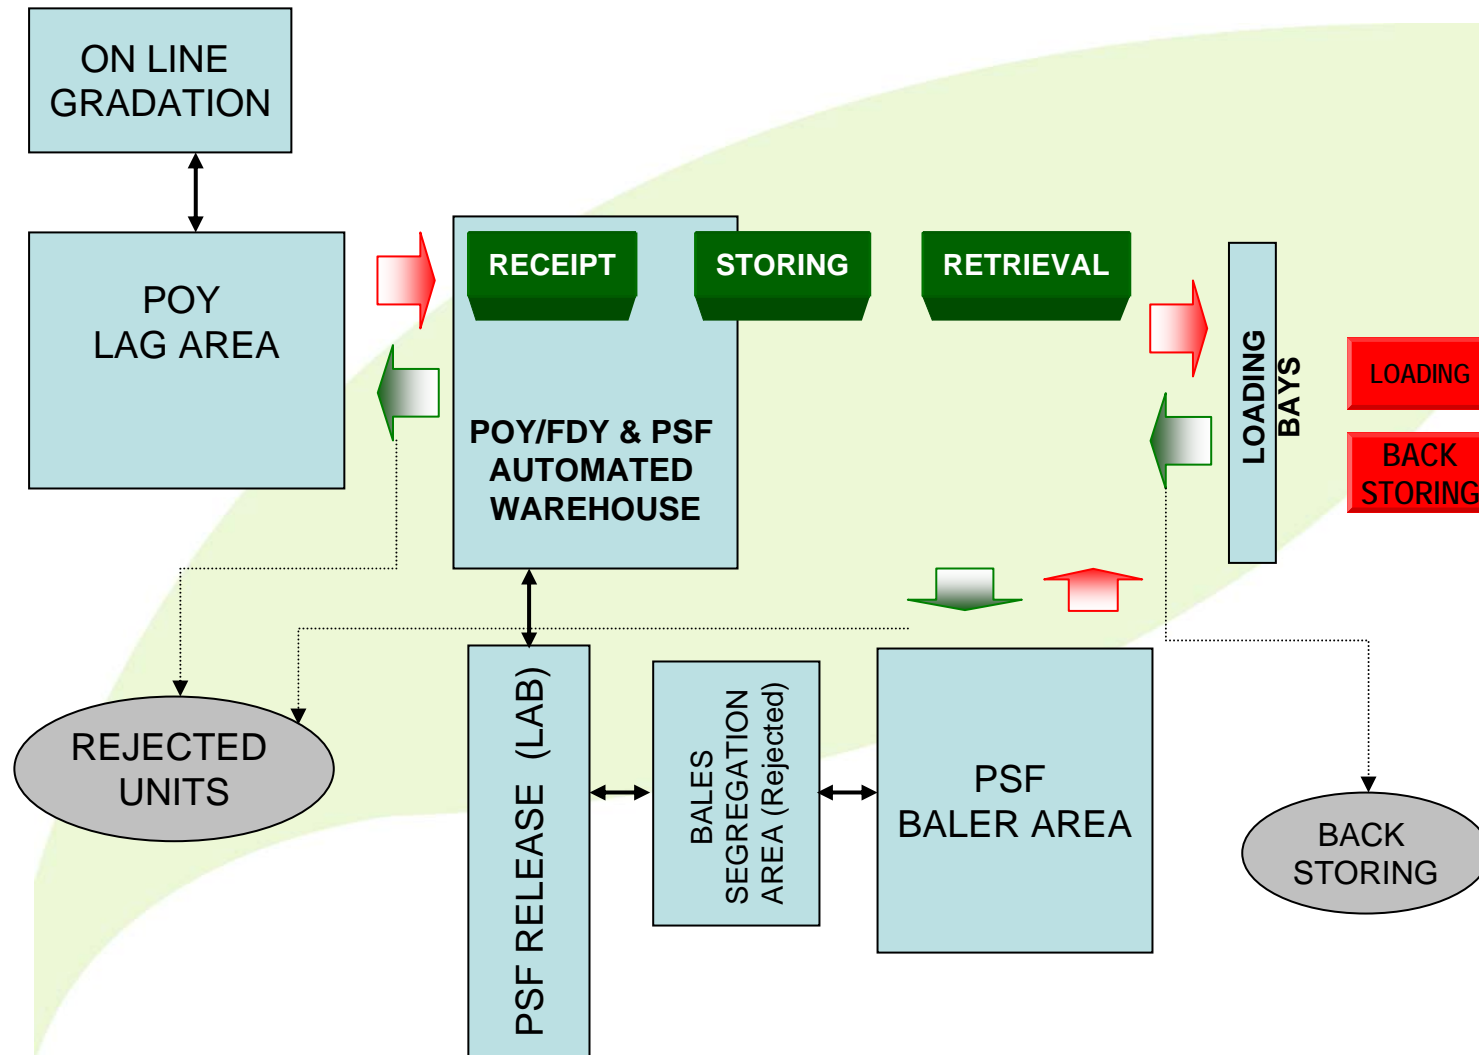 ON LINE
GRADATION
POY
LAG AREA
RECEIPT
STORING
RETRIEVAL
POY/FDY & PSF
AUTOMATED
WAREHOUSE
LOADING
BAYS
LOADING
BACK
STORING
REJECTED
UNITS
PSF RELEASE (LAB)
BALES
SEGREGATION
AREA (Rejected)
PSF
BALER AREA
BACK
STORING